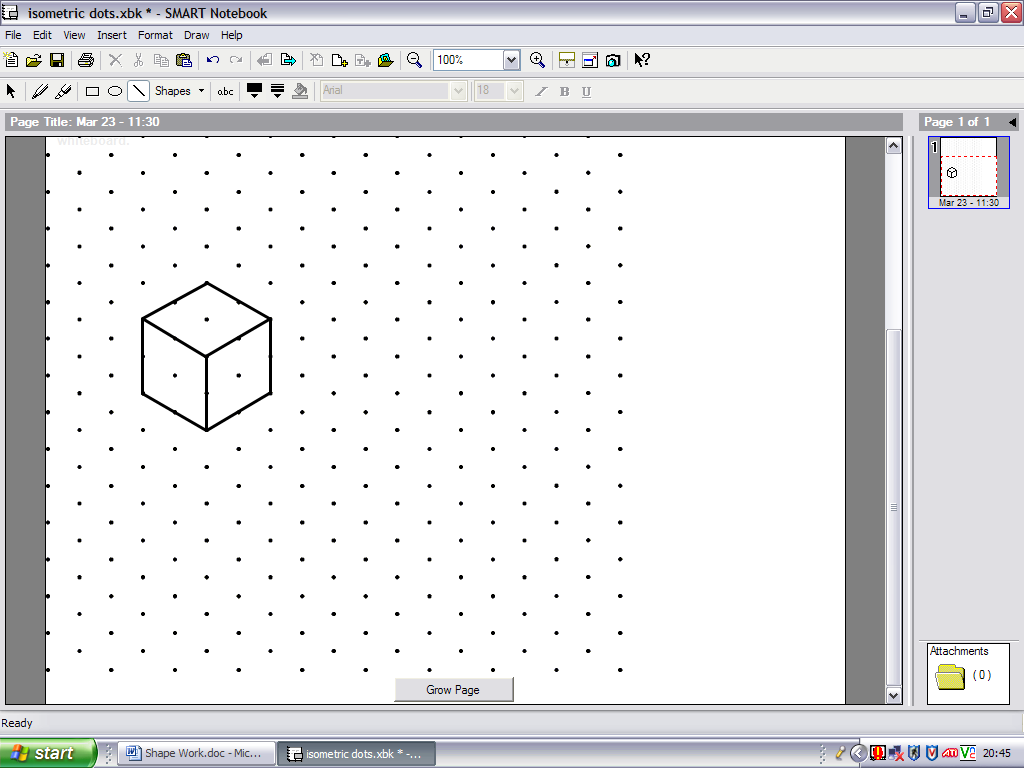 isometric dots.xbk * - SMART Notebook
File Edit View Insert Format Draw Help
100%
Shapes abc Arial 18 I B U
Page Title: Mar 23 - 11:30
Page 1 of 1
whiteboard.
1
Mar 23 - 11:30
Attachments
( 0 )
Grow Page
Ready
start Shape Work.doc - Mic... isometric dots.xbk * -... 20:45